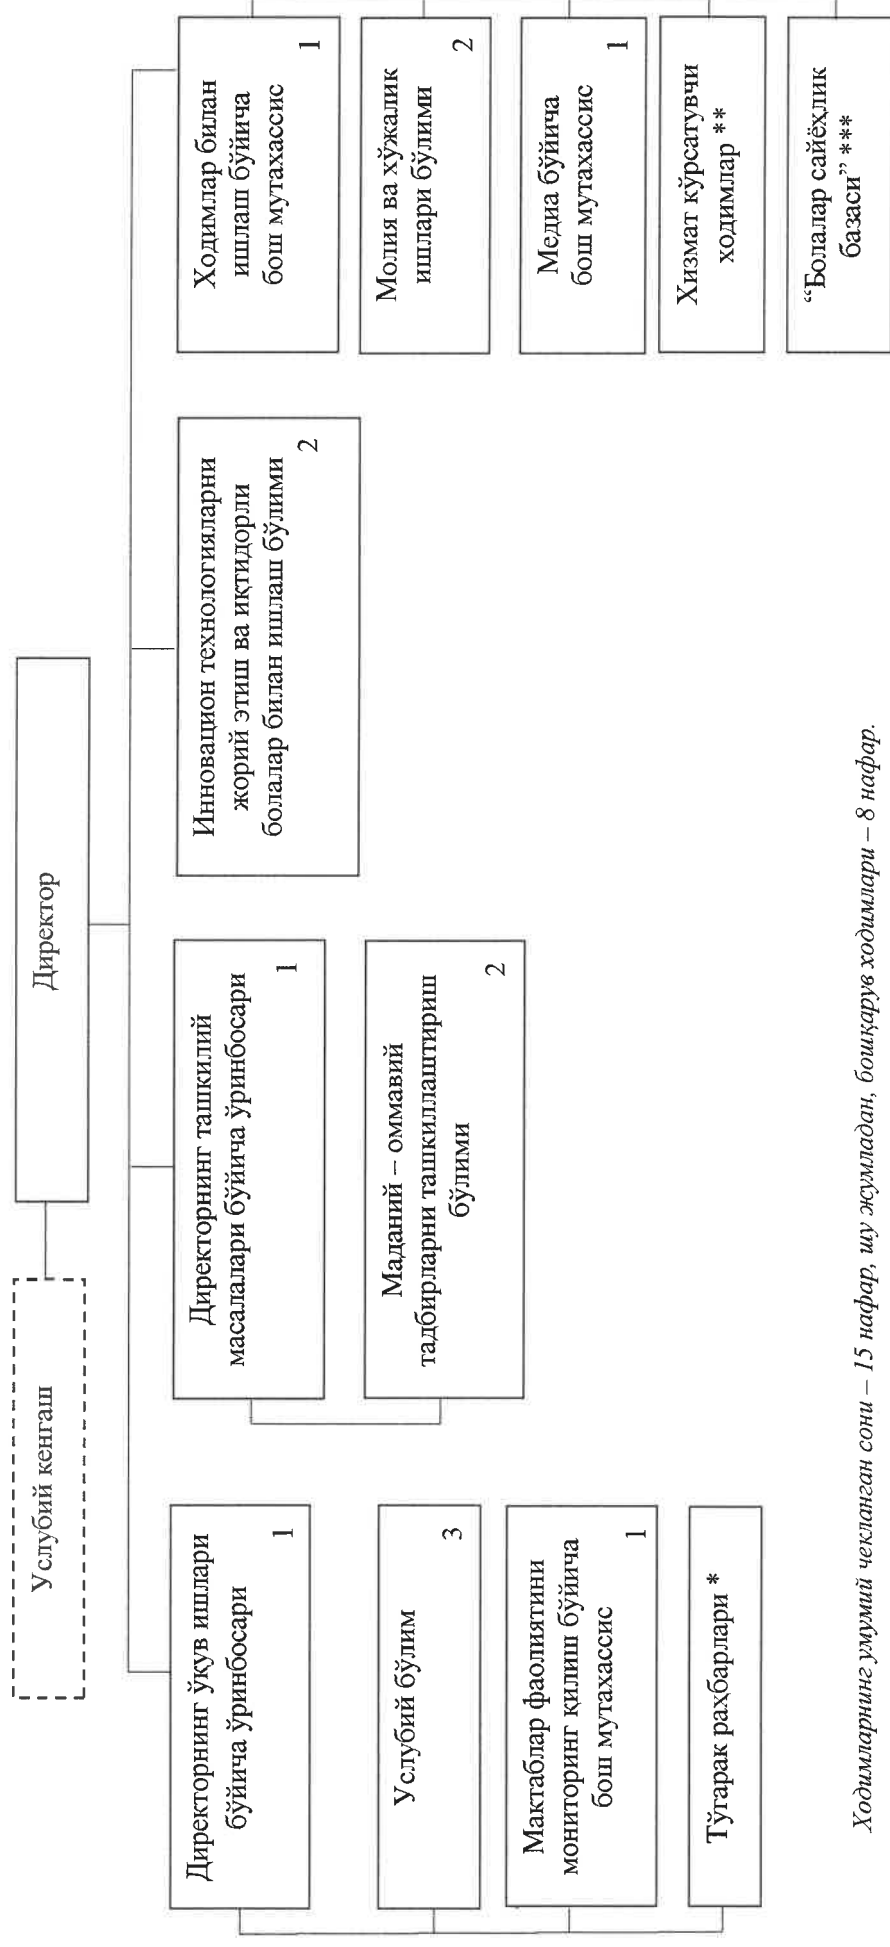 Услубий кенгаш
Директор
Директорнинг ўқув ишлари
бўйича ўринбосари
1
Услубий бўлим
3
Мактаблар фаолиятини
мониторинг қилиш бўйича
бош мутахассис
1
Тўгарак раҳбарлари *
Директорнинг ташкилий
масалалари бўйича ўринбосари
1
Маданий – оммавий
тадбирларни ташкиллаштириш
бўлими
2
Инновацион технологияларни
жорий этиш ва иқтидорли
болалар билан ишлаш бўлими
2
Ходимлар билан
ишлаш бўйича
бош мутахассис
1
Молия ва хўжалик
ишлари бўлими
2
Медиа бўйича
бош мутахассис
1
Хизмат кўрсатувчи
ходимлар **
“Болалар сайёҳлик
базаси” ***
Ходимларнинг умумий чекланган сони – 15 нафар, шу жумладан, бошқарув ходимлари – 8 нафар.